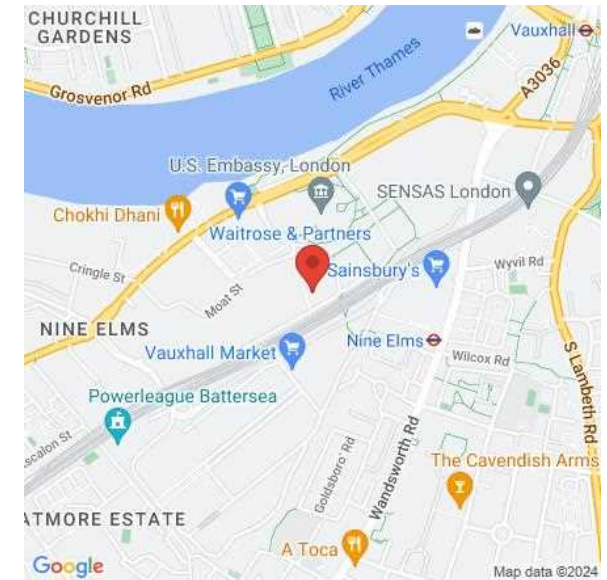 CHURCHILL
GARDENS
Vauxhall
Grosvenor Rd
River Thames
A3036
U.S. Embassy, London
SENSAS London
Chokhi Dhani
Waitrose & Partners
Cringle St
Moat St
Sainsbury's
Wyvil Rd
NINE ELMS
Vauxhall Market
Nine Elms
Wilcox Rd
S Lambeth Rd
Powerleague Battersea
scalon St
Goldsboro' Rd
Wandsworth Rd
The Cavendish Arms
ATMORE ESTATE
A Toca
Google
Map data ©2024